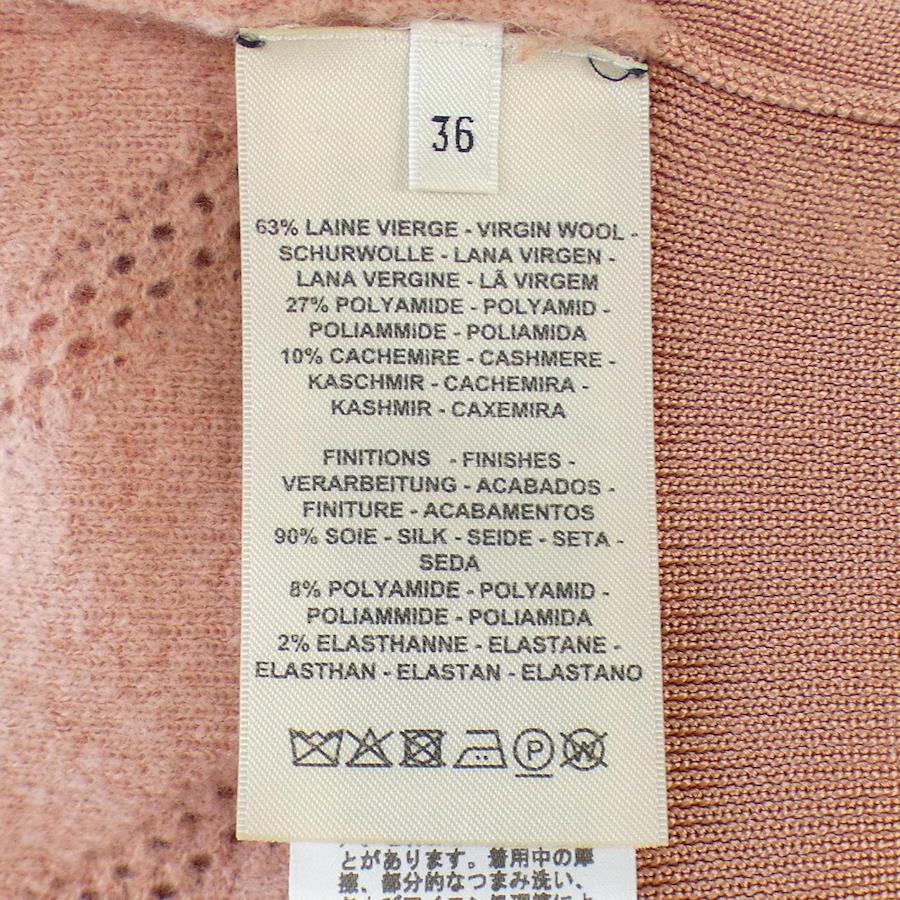 36
63% LAINE VIERGE - VIRGIN WOOL -
SCHURWOLLE - LANA VIRGEN -
LANA VERGINE - LÃ VIRGEM
27% POLYAMIDE - POLYAMID -
POLIAMMiDE - POLIAMIDA
10% CACHEMiRE - CASHMERE -
KASCHMIR - CACHEMIRA -
KASHMIR - CAXEMIRA
FINITIONS - FINISHES -
VERARBEITUNG - ACABADOS -
FINITURE - ACABAMENTOS
90% SOIE - SILK - SEIDE - SETA -
SEDA
8% POLYAMIDE - POLYAMID -
POLIAMMIDE - POLIAMIDA
2% ELASTHANNE - ELASTANE -
ELASTHAN - ELASTAN - ELASTANO
P
W
とがあります。着用中の摩
擦、部分的なつまみ洗い、